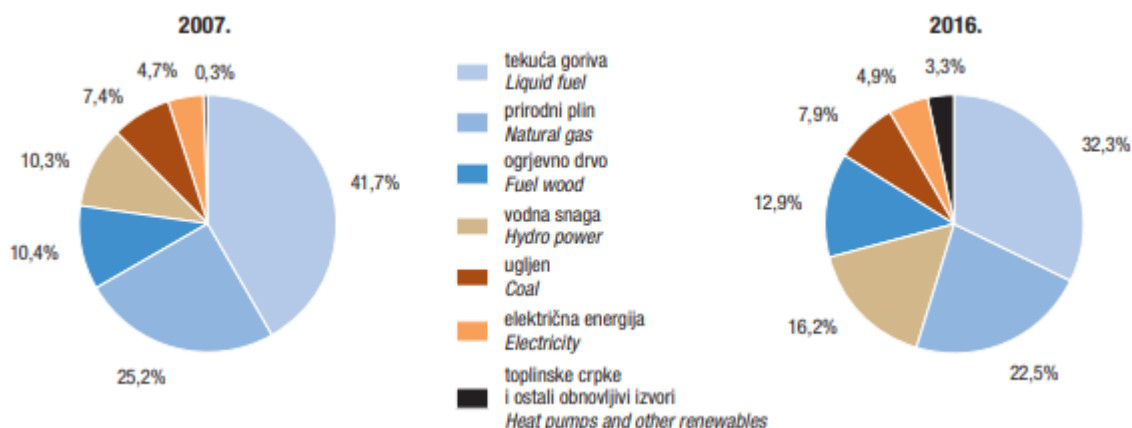 2007.
4,7%
0,3%
7,4%
10,3%
41,7%
10,4%
25,2%
tekuća goriva
Liquid fuel
prirodni plin
Natural gas
ogrjevno drvo
Fuel wood
vodna snaga
Hydro power
ugljen
Coal
električna energija
Electricity
toplinske crpke
i ostali obnovljivi izvori
Heat pumps and other renewables
2016.
4,9%
3,3%
7,9%
32,3%
12,9%
16,2%
22,5%